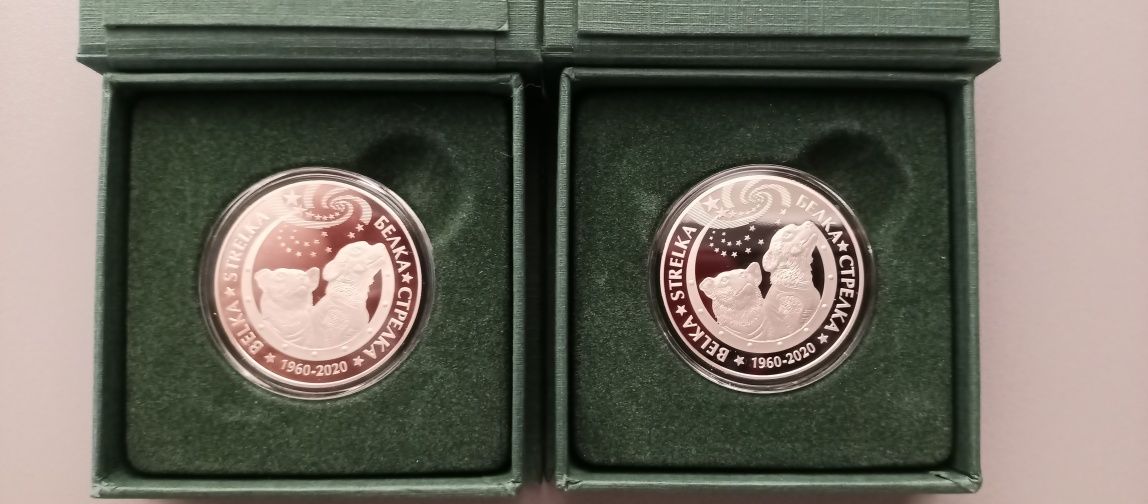 BELKA ★ STRELKA
БЕЛКА ★ СТРЕЛКА
★ 1960-2020 ★
BELKA ★ STRELKA
БЕЛКА ★ СТРЕЛКА
★ 1960-2020 ★